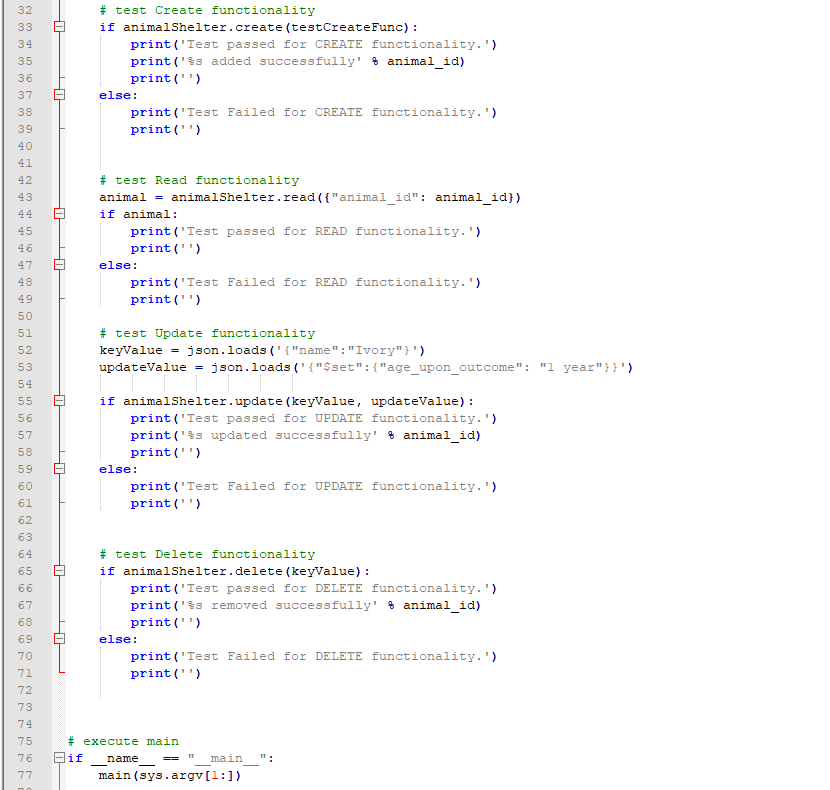 32 # test Create functionality
33 if animalShelter.create(testCreateFunc):
34 print('Test passed for CREATE functionality.')
35 print('%s added successfully' % animal_id)
36 print('')
37 else:
38 print('Test Failed for CREATE functionality.')
39 print('')
40
41
42 # test Read functionality
43 animal = animalShelter.read({"animal_id": animal_id})
44 if animal:
45 print('Test passed for READ functionality.')
46 print('')
47 else:
48 print('Test Failed for READ functionality.')
49 print('')
50
51 # test Update functionality
52 keyValue = json.loads('{"name":"Ivory"}')
53 updateValue = json.loads('{"$set":{"age_upon_outcome": "1 year"}}')
54
55 if animalShelter.update(keyValue, updateValue):
56 print('Test passed for UPDATE functionality.')
57 print('%s updated successfully' % animal_id)
58 print('')
59 else:
60 print('Test Failed for UPDATE functionality.')
61 print('')
62
63
64 # test Delete functionality
65 if animalShelter.delete(keyValue):
66 print('Test passed for DELETE functionality.')
67 print('%s removed successfully' % animal_id)
68 print('')
69 else:
70 print('Test Failed for DELETE functionality.')
71 print('')
72
73
74
75 # execute main
76 if __name__ == "__main__":
77 main(sys.argv[1:])